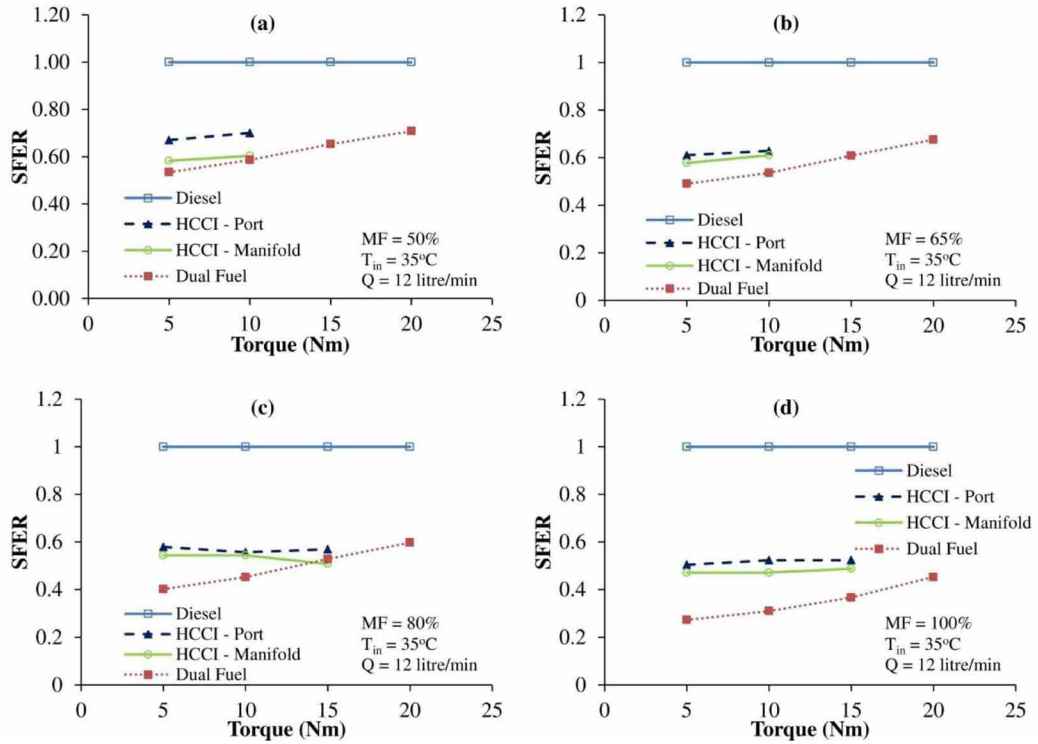 (a)
1.20
1.00
0.80
0.60
0.40
0.20
0.00
SFER
Diesel
HCCI - Port
HCCI - Manifold
Dual Fuel
MF = 50%
Tin = 35°C
Q = 12 litre/min
0 5 10 15 20 25
Torque (Nm)
(b)
1.2
1
0.8
0.6
0.4
0.2
0
SFER
Diesel
HCCI - Port
HCCI - Manifold
Dual Fuel
MF = 65%
Tin = 35°C
Q = 12 litre/min
0 5 10 15 20 25
Torque (Nm)
(c)
1.2
1
0.8
0.6
0.4
0.2
0
SFER
Diesel
HCCI - Port
HCCI - Manifold
Dual Fuel
MF = 80%
Tin = 35°C
Q = 12 litre/min
0 5 10 15 20 25
Torque (Nm)
(d)
1.2
1
0.8
0.6
0.4
0.2
0
SFER
Diesel
HCCI - Port
HCCI - Manifold
Dual Fuel
MF = 100%
Tin = 35°C
Q = 12 litre/min
0 5 10 15 20 25
Torque (Nm)